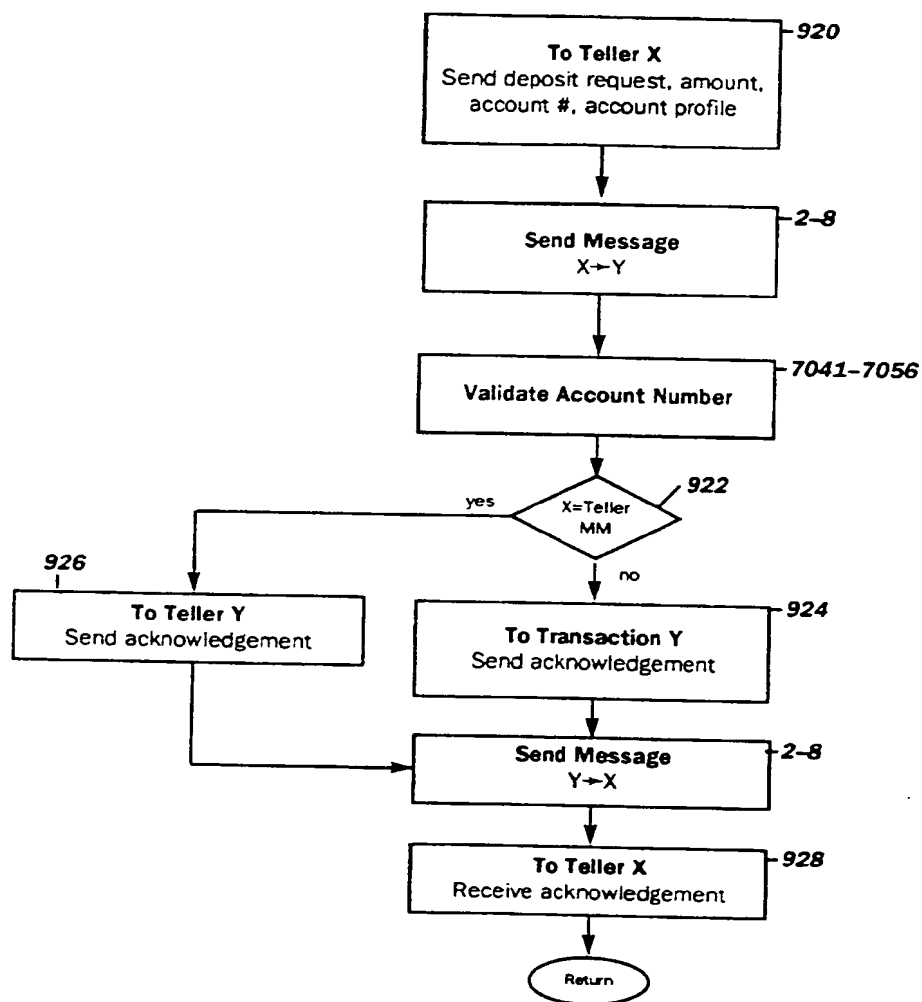 920
To Teller X
Send deposit request, amount,
account #, account profile
2-8
Send Message
X→Y
7041-7056
Validate Account Number
922
yes
X=Teller
MM
no
926
To Teller Y
Send acknowledgement
924
To Transaction Y
Send acknowledgement
2-8
Send Message
Y→X
928
To Teller X
Receive acknowledgement
Return